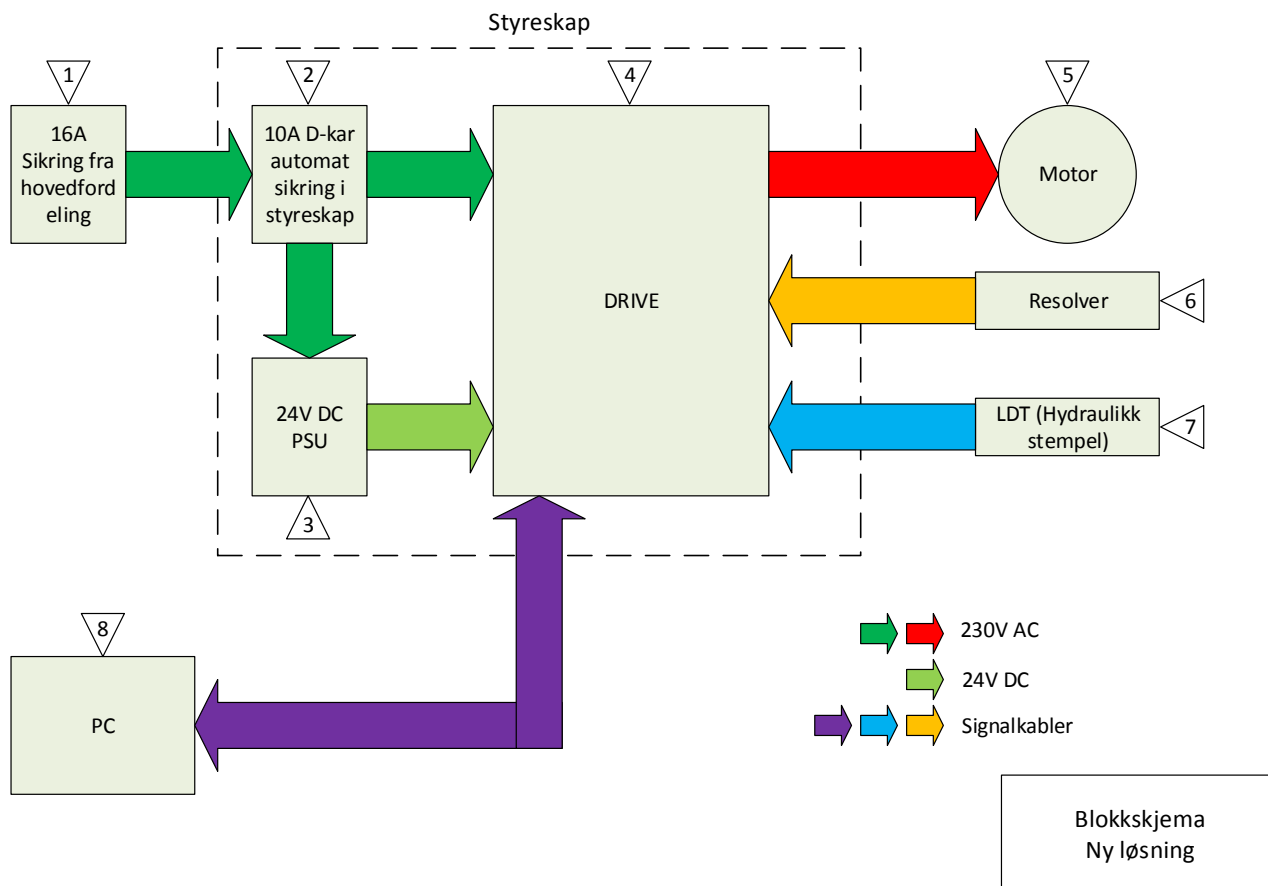 Styreskap
1
2
4
5
16A
Sikring fra
hovedford
eling
10A D-kar
automat
sikring i
styreskap
DRIVE
Motor
Resolver
6
24V DC
PSU
LDT (Hydraulikk
stempel)
7
3
8
PC
230V AC
24V DC
Signalkabler
Blokkskjema
Ny løsning